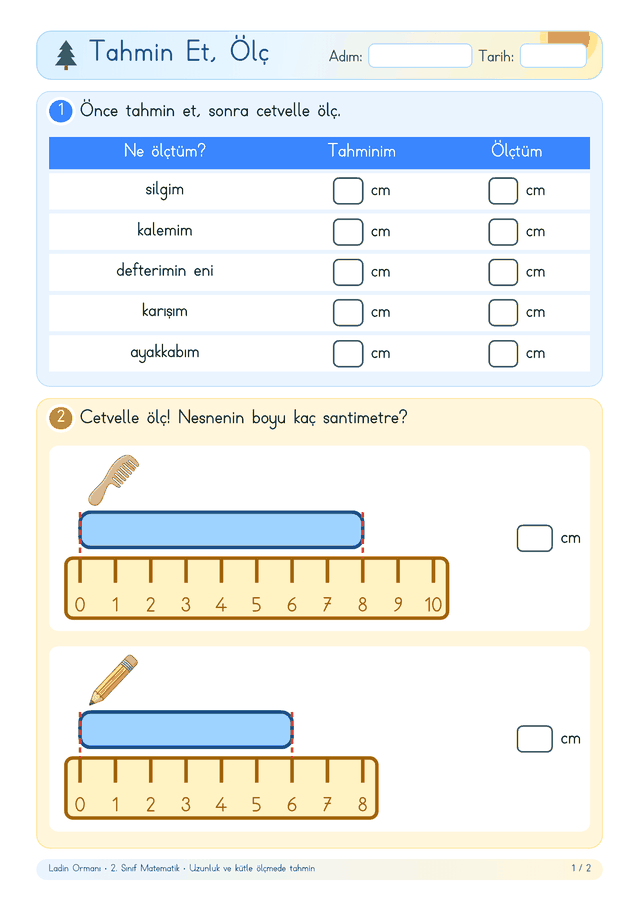 Tahmin Et, Ölç
Adım:
Tarih:
1 Önce tahmin et, sonra cetvelle ölç.
Ne ölçtüm? Tahminim Ölçtüm
silgim cm cm
kalemim cm cm
defterimin eni cm cm
karışım cm cm
ayakkabım cm cm
2 Cetvelle ölç! Nesnenin boyu kaç santimetre?
cm
0 1 2 3 4 5 6 7 8 9 10
cm
0 1 2 3 4 5 6 7 8
Ladin Ormanı • 2. Sınıf Matematik • Uzunluk ve kütle ölçmede tahmin
1 / 2